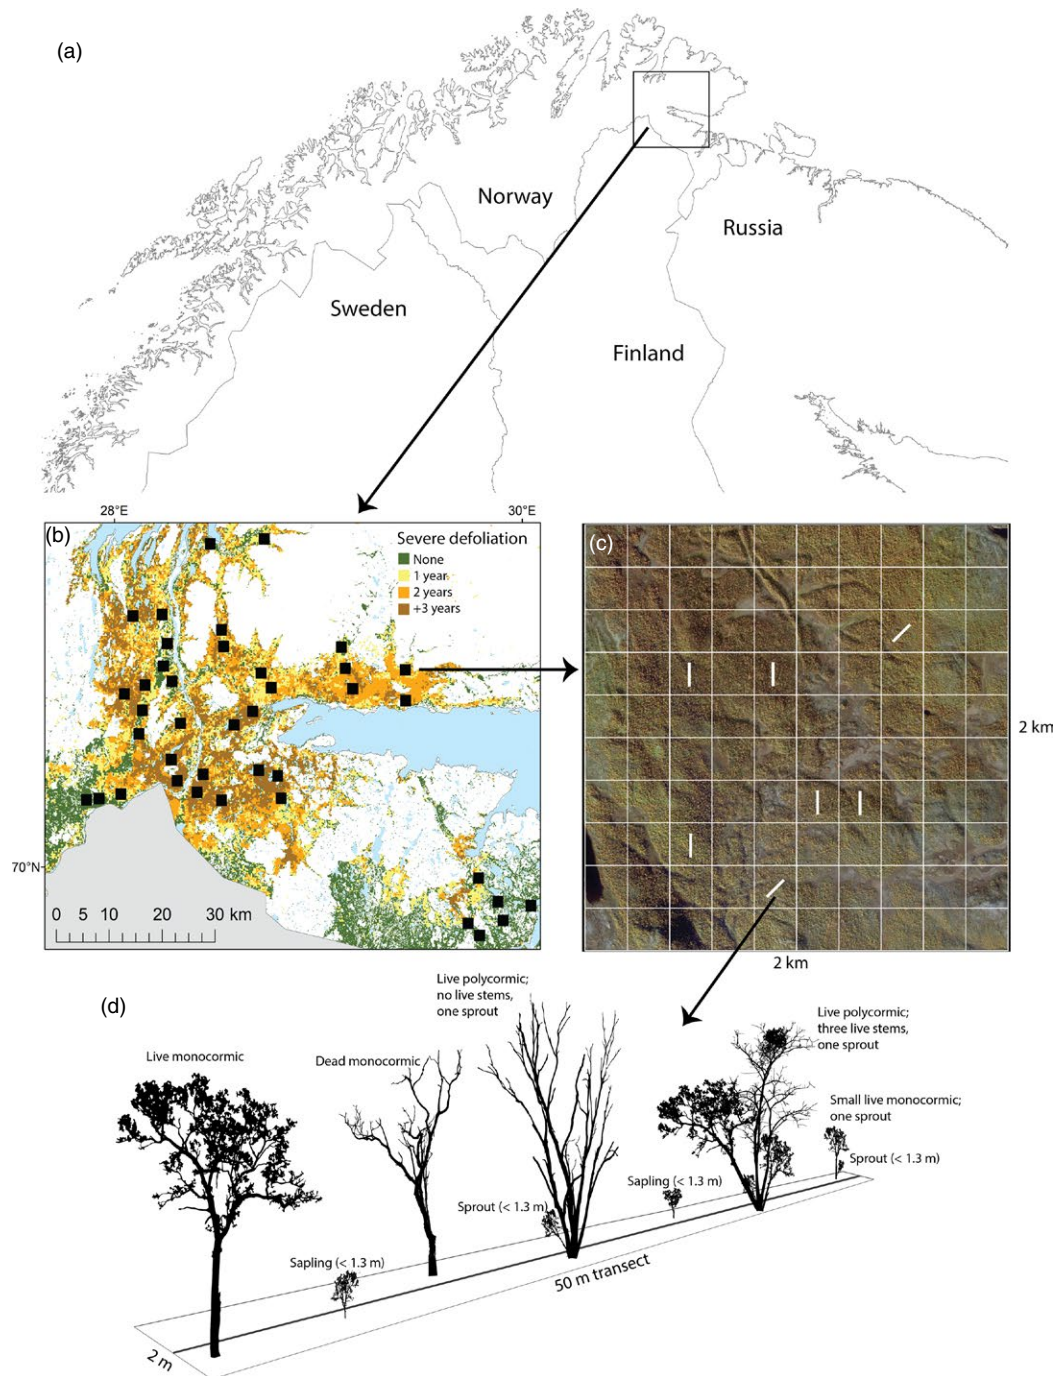 (a)
Norway
Russia
Sweden
Finland
28°E
30°E
(b)
Severe defoliation
None
1 year
2 years
+3 years
70°N
0 5 10 20 30 km
(c)
2 km
2 km
(d)
Live polycormic;
no live stems,
one sprout
Live polycormic;
three live stems,
one sprout
Live monocormic
Dead monocormic
Small live monocormic;
one sprout
Sprout (< 1.3 m)
Sapling (< 1.3 m)
Sprout (< 1.3 m)
Sapling (< 1.3 m)
50 m transect
2 m